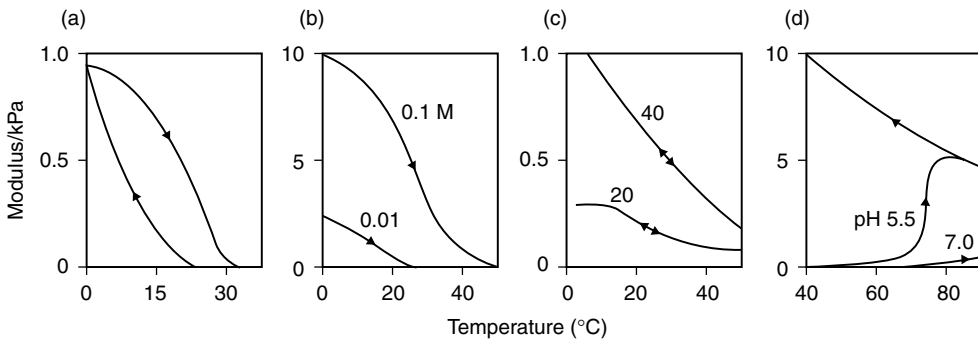 (a) (b) (c) (d)
Modulus/kPa
1.0 10 1.0 10
0.1 M 40
0.5 5 0.5 5
20 pH 5.5
0.01 7.0
0 0 0 0
0 15 30 0 20 40 0 20 40 40 60 80
Temperature (°C)